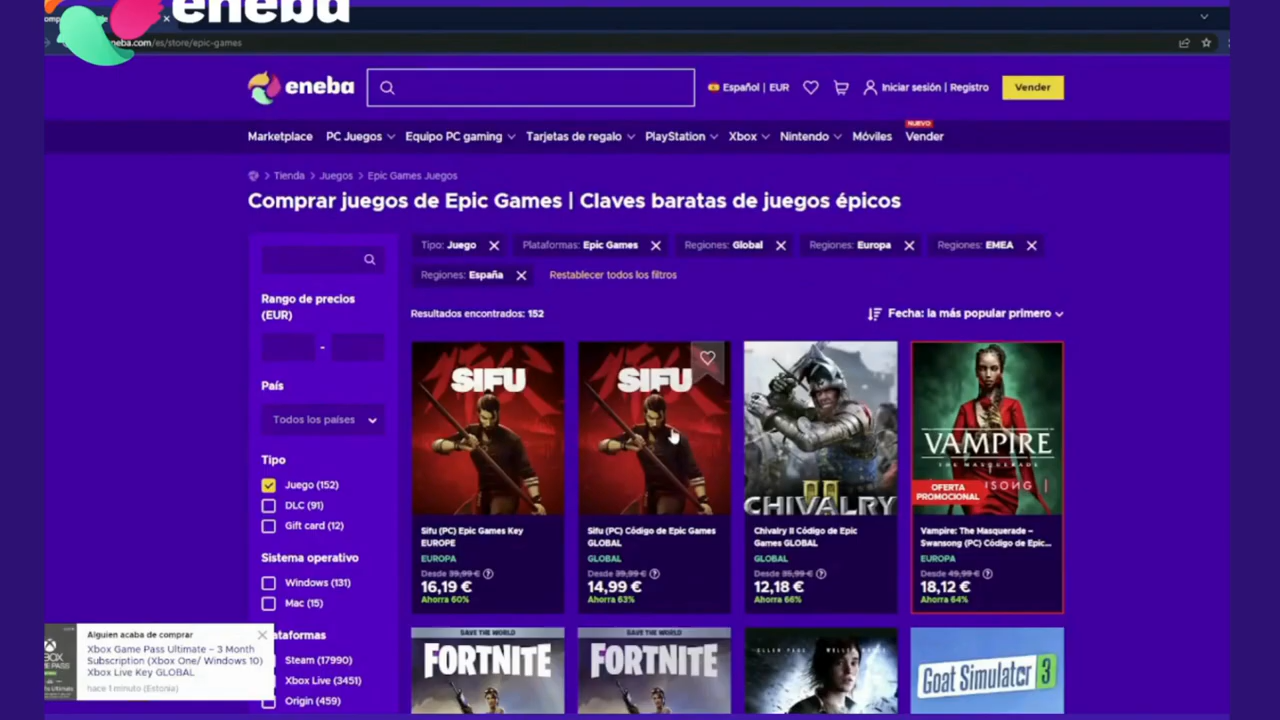 eneba
neba.com/es/store/epic-games
eneba
Español | EUR
Iniciar sesión | Registro
Vender
NUEVO
Marketplace
PC Juegos
Equipo PC gaming
Tarjetas de regalo
PlayStation
Xbox
Nintendo
Móviles
Vender
> Tienda > Juegos > Epic Games Juegos
Comprar juegos de Epic Games | Claves baratas de juegos épicos
Tipo: Juego
Plataformas: Epic Games
Regiones: Global
Regiones: Europa
Regiones: EMEA
Regiones: España
Restablecer todos los filtros
Rango de precios
(EUR)
-
País
Todos los países
Tipo
Juego (152)
DLC (91)
Gift card (12)
Sistema operativo
Windows (131)
Mac (15)
ataformas
Steam (17990)
Xbox Live (3451)
Origin (459)
Resultados encontrados: 152
Fecha: la más popular primero
SIFU
Sifu (PC) Epic Games Key
EUROPE
EUROPA
Desde 39,99 €
16,19 €
Ahorra 60%
SIFU
Sifu (PC) Código de Epic Games
GLOBAL
GLOBAL
Desde 39,99 €
14,99 €
Ahorra 63%
CHIVALRY
II
Chivalry II Código de Epic
Games GLOBAL
GLOBAL
Desde 35,99 €
12,18 €
Ahorra 66%
VAMPIRE
THE MASQUERADE
SONG
OFERTA
PROMOCIONAL
Vampire: The Masquerade –
Swansong (PC) Código de Epic...
EUROPA
Desde 49,99 €
18,12 €
Ahorra 64%
SAVE THE WORLD
FORTNITE
SAVE THE WORLD
FORTNITE
Goat Simulator 3
Alguien acaba de comprar
Xbox Game Pass Ultimate – 3 Month
Subscription (Xbox One/ Windows 10)
Xbox Live Key GLOBAL
hace 1 minuto (Estonia)